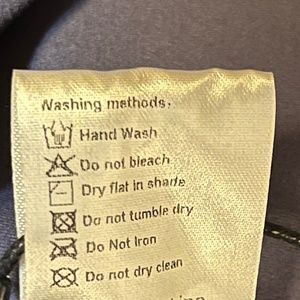 Washing methods:
Hand Wash
Do not bleach
Dry flat in shade
Do not tumble dry
Do Not Iron
Do not dry clean